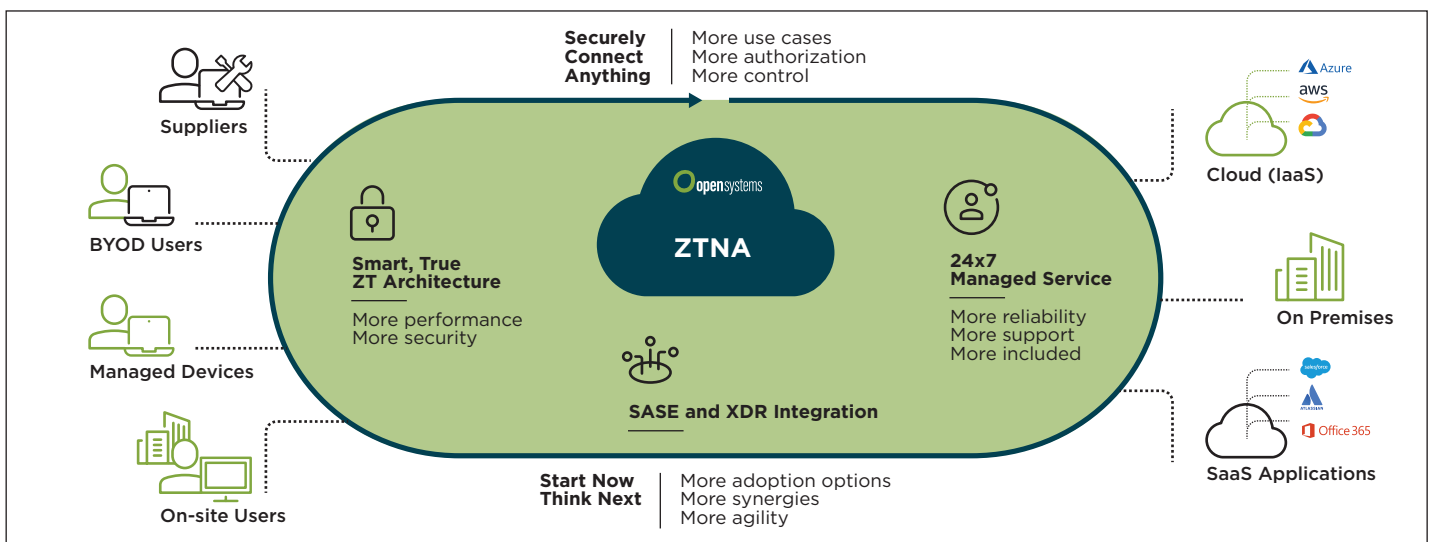 Securely
Connect
Anything
More use cases
More authorization
More control
Suppliers
BYOD Users
Managed Devices
On-site Users
Smart, True
ZT Architecture
More performance
More security
opensystems
ZTNA
SASE and XDR Integration
24x7
Managed Service
More reliability
More support
More included
Azure
aws
Cloud (IaaS)
On Premises
salesforce
ATLASSIAN
Office 365
SaaS Applications
Start Now
Think Next
More adoption options
More synergies
More agility